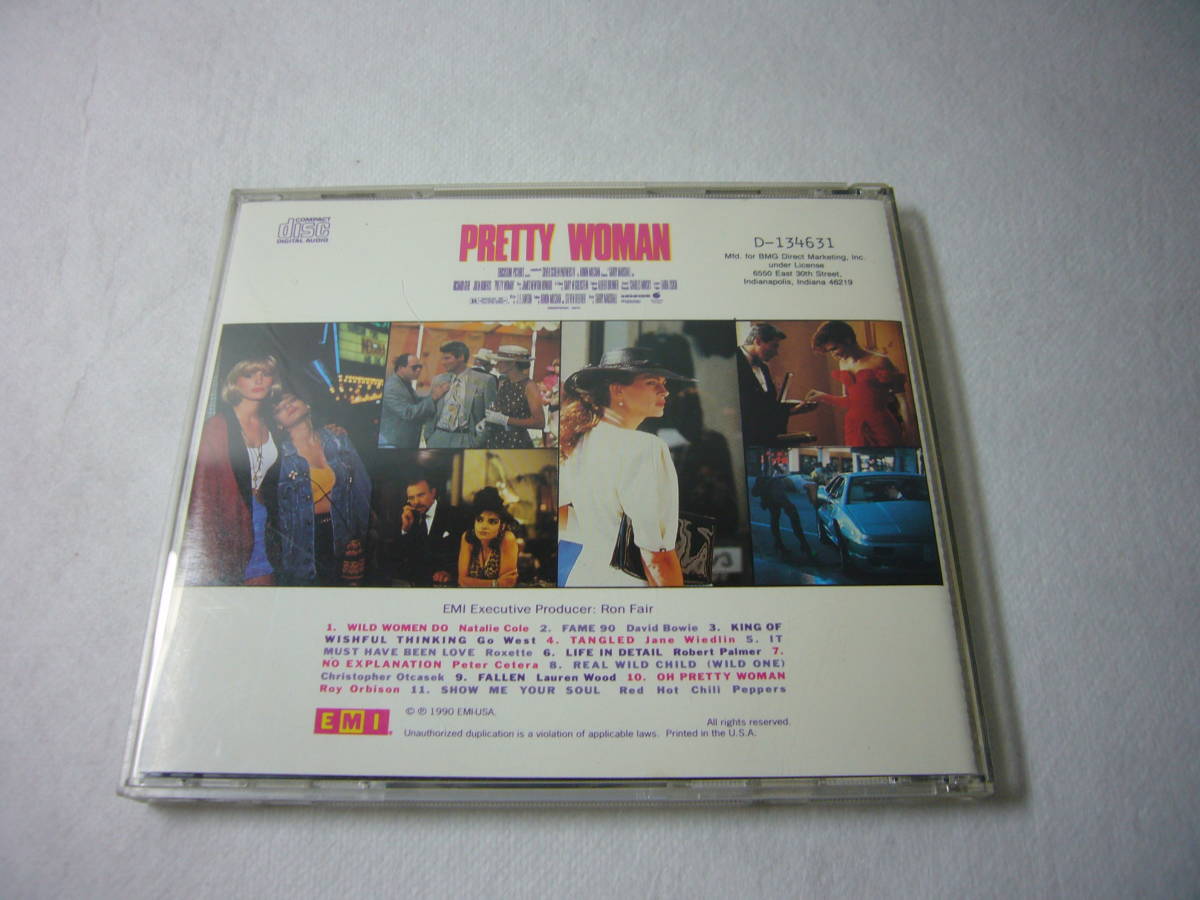 COMPACT
disc
DIGITAL AUDIO
PRETTY WOMAN
D-134631
Mfd. for BMG Direct Marketing, Inc.
under License
6550 East 30th Street,
Indianapolis, Indiana 46219
EMI Executive Producer: Ron Fair
1. WILD WOMEN DO Natalie Cole 2. FAME 90 David Bowie 3. KING OF
WISHFUL THINKING Go West 4. TANGLED Jane Wiedlin 5. IT
MUST HAVE BEEN LOVE Roxette 6. LIFE IN DETAIL Robert Palmer 7.
NO EXPLANATION Peter Cetera 8. REAL WILD CHILD (WILD ONE)
Christopher Otcasek 9. FALLEN Lauren Wood 10. OH PRETTY WOMAN
Roy Orbison 11. SHOW ME YOUR SOUL Red Hot Chili Peppers
EMI
© ℗ 1990 EMI-USA.
All rights reserved.
Unauthorized duplication is a violation of applicable laws. Printed in the U.S.A.